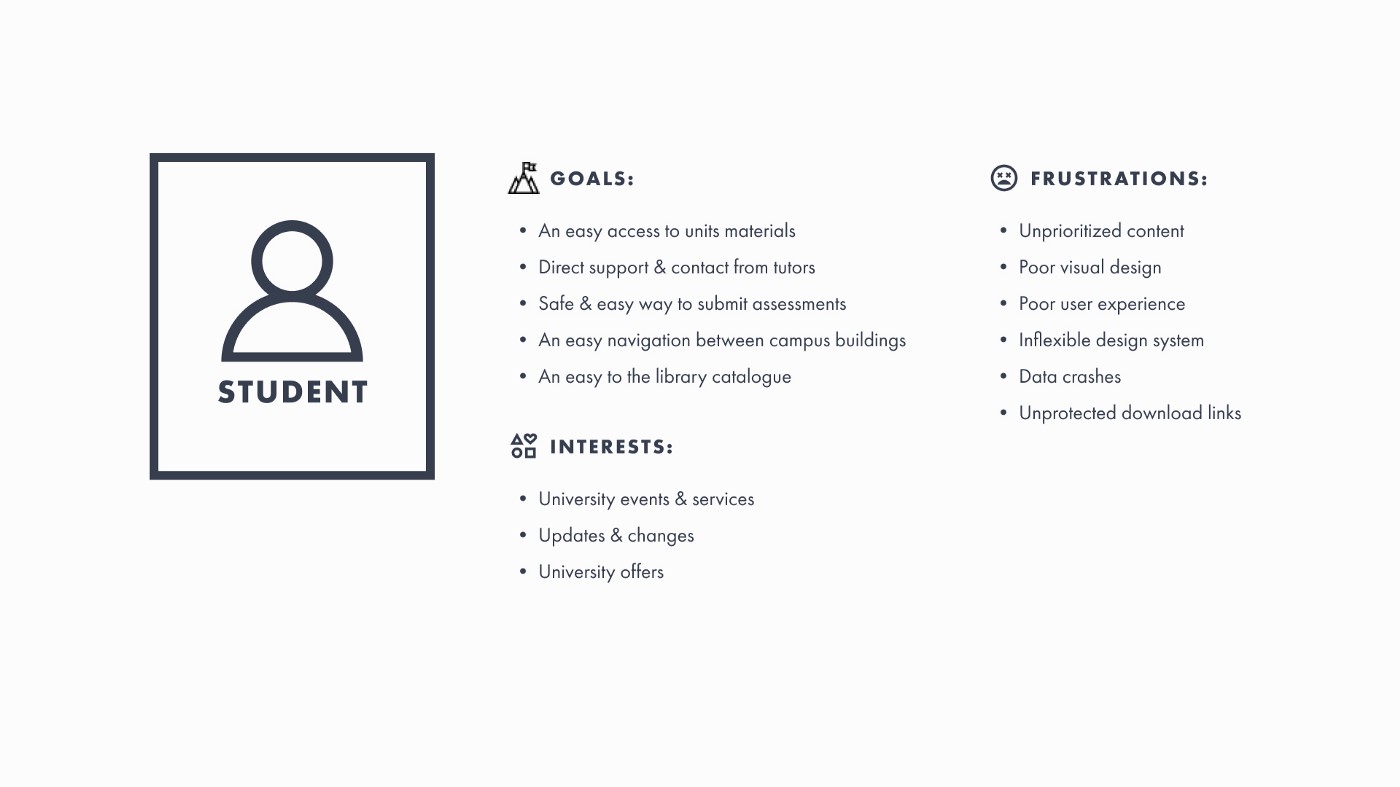 STUDENT
GOALS:
• An easy access to units materials
• Direct support & contact from tutors
• Safe & easy way to submit assessments
• An easy navigation between campus buildings
• An easy to the library catalogue
INTERESTS:
• University events & services
• Updates & changes
• University offers
FRUSTRATIONS:
• Unprioritized content
• Poor visual design
• Poor user experience
• Inflexible design system
• Data crashes
• Unprotected download links